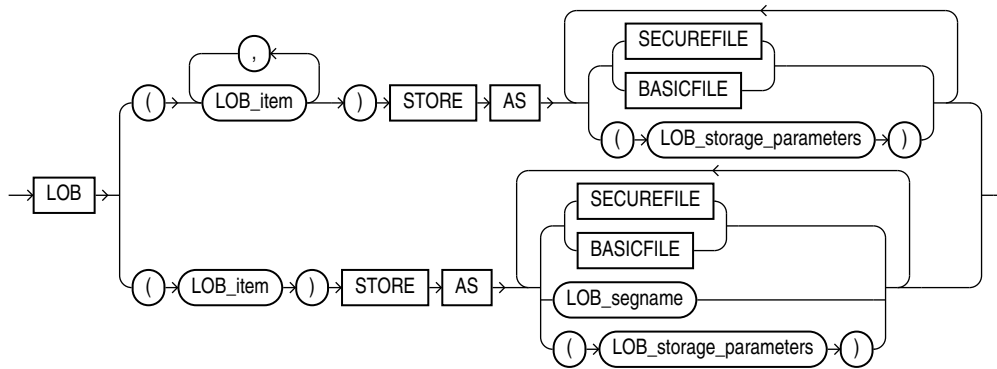 ,
SECUREFILE
BASICFILE
( LOB_item ) STORE AS
( LOB_storage_parameters )
LOB
SECUREFILE
BASICFILE
( LOB_item ) STORE AS
LOB_segname
( LOB_storage_parameters )